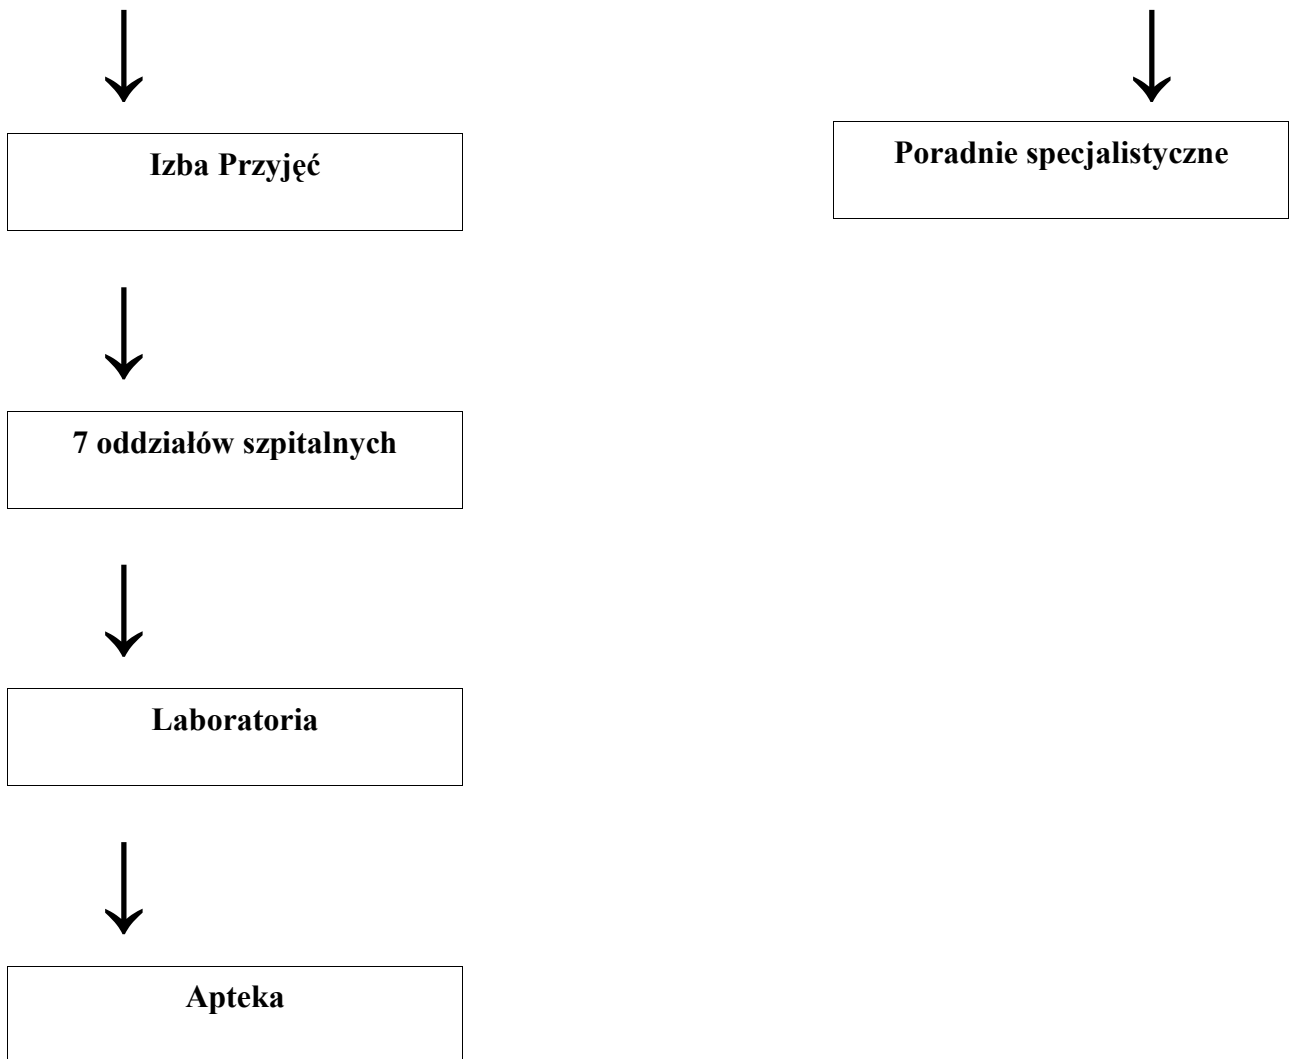 Izba Przyjęć
Poradnie specjalistyczne
7 oddziałów szpitalnych
Laboratoria
Apteka